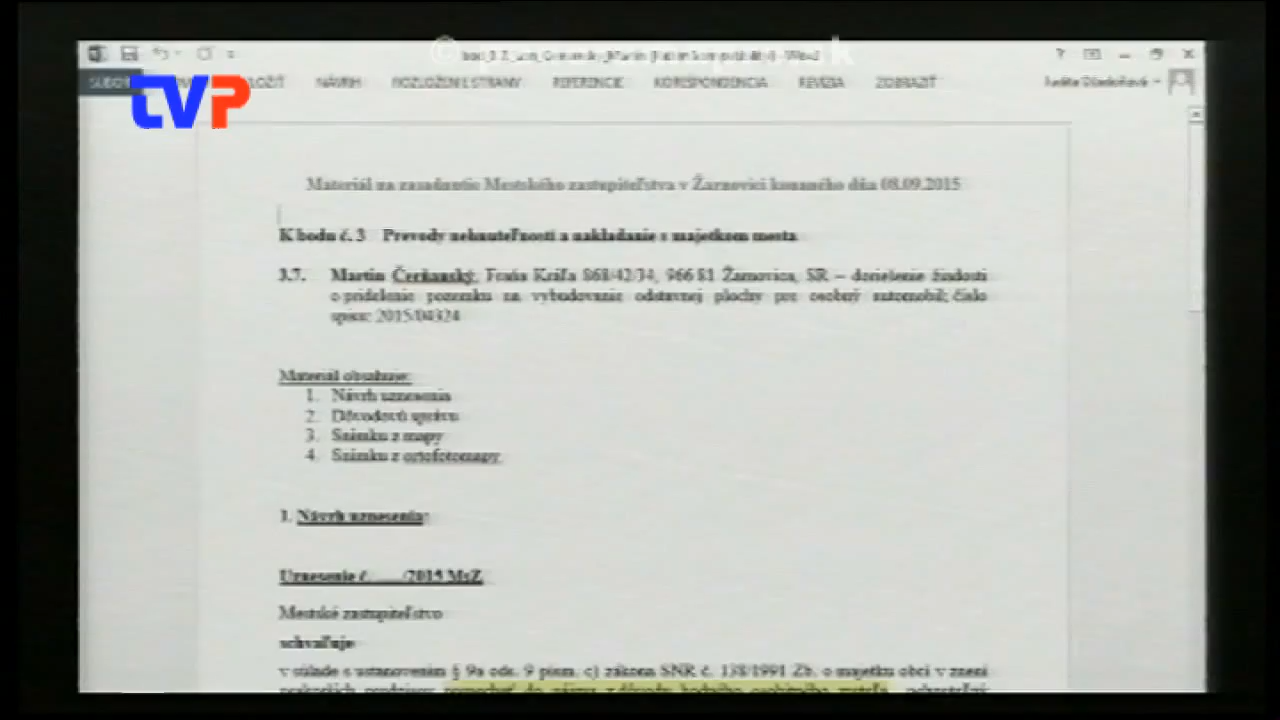 tvp
NÁVRH ROZLOŽENIE STRANY REFERENCIE KOREŠPONDENCIA REVÍZIA ZOBRAZIŤ
Materiál na zasadnutie Mestského zastupiteľstva v Žarnovici konaného dňa 08.09.2015
K bodu č. 3 Prevody nehnuteľností a nakladanie s majetkom mesta
3.7. Martin Čerňanský, Fraňa Kráľa 868/42/34, 966 81 Žarnovica, SR – doriešenie žiadosti
o pridelenie pozemku na vybudovanie odstavnej plochy pre osobný automobil; číslo
spisu: 2015/04324
Materiál obsahuje:
1. Návrh uznesenia
2. Dôvodovú správu
3. Snímku z mapy
4. Snímku z ortofotomapy
1. Návrh uznesenia:
Uznesenie č. ___/2015 MsZ
Mestské zastupiteľstvo
schvaľuje
v súlade s ustanovením § 9a ods. 9 písm. c) zákona SNR č. 138/1991 Zb. o majetku obcí v znení